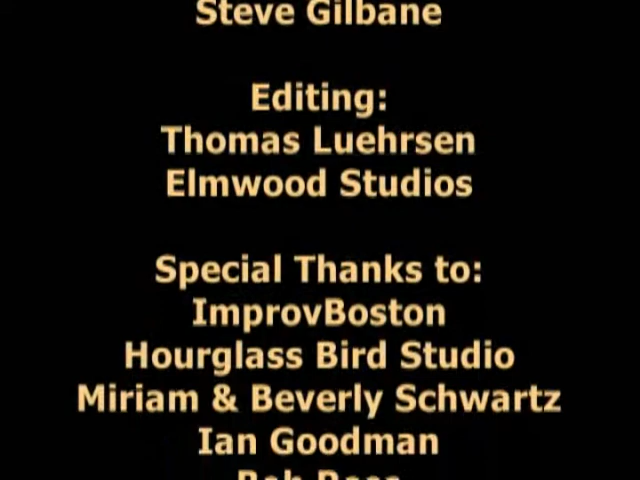 Steve Gilbane
Editing:
Thomas Luehrsen
Elmwood Studios
Special Thanks to:
ImprovBoston
Hourglass Bird Studio
Miriam & Beverly Schwartz
Ian Goodman